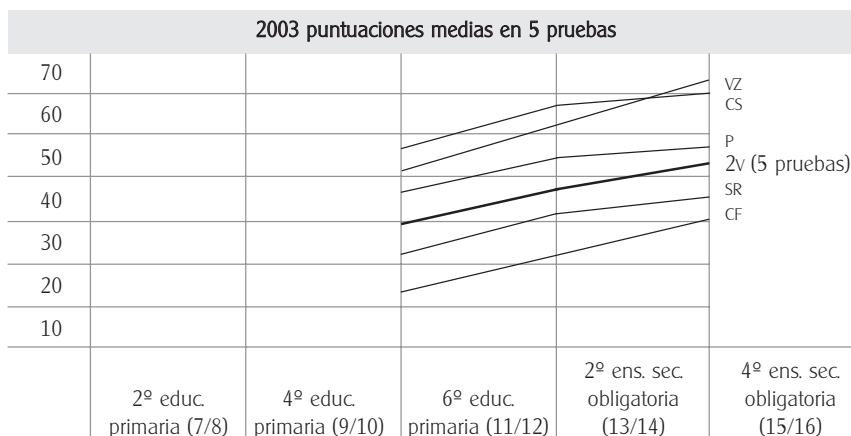 2003 puntuaciones medias en 5 pruebas
70
60
50
40
30
20
10
VZ
CS
P
2V (5 pruebas)
SR
CF
2º educ.
primaria (7/8)
4º educ.
primaria (9/10)
6º educ.
primaria (11/12)
2º ens. sec.
obligatoria
(13/14)
4º ens. sec.
obligatoria
(15/16)